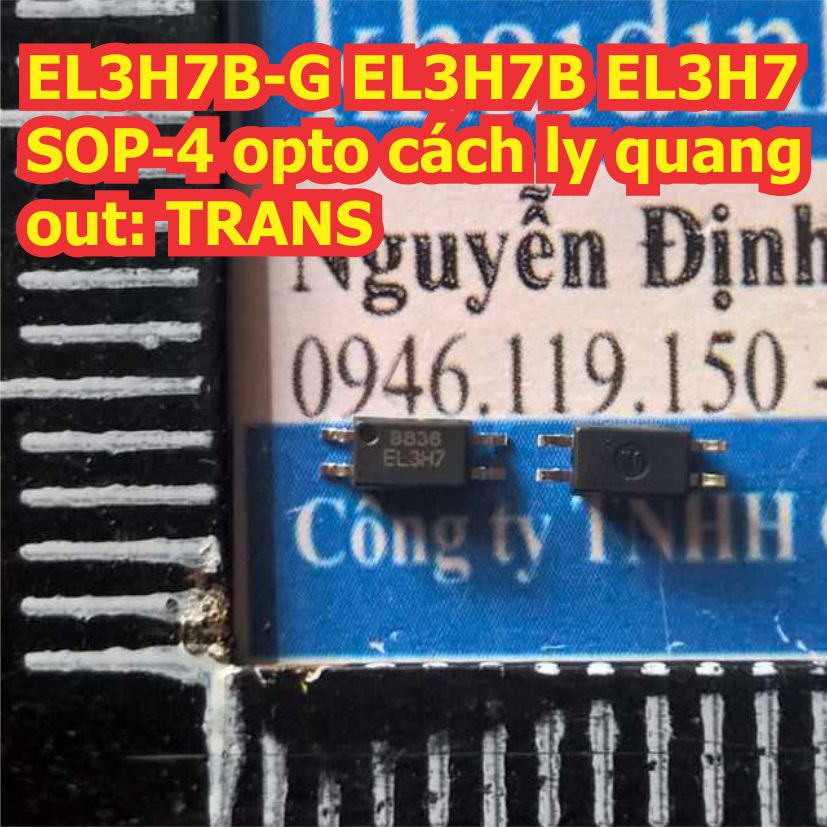 EL3H7B-G EL3H7B EL3H7
SOP-4 opto cách ly quang
out: TRANS
Nguyễn Định
0946.119.150 -
B836
EL3H7
Công ty TNHH